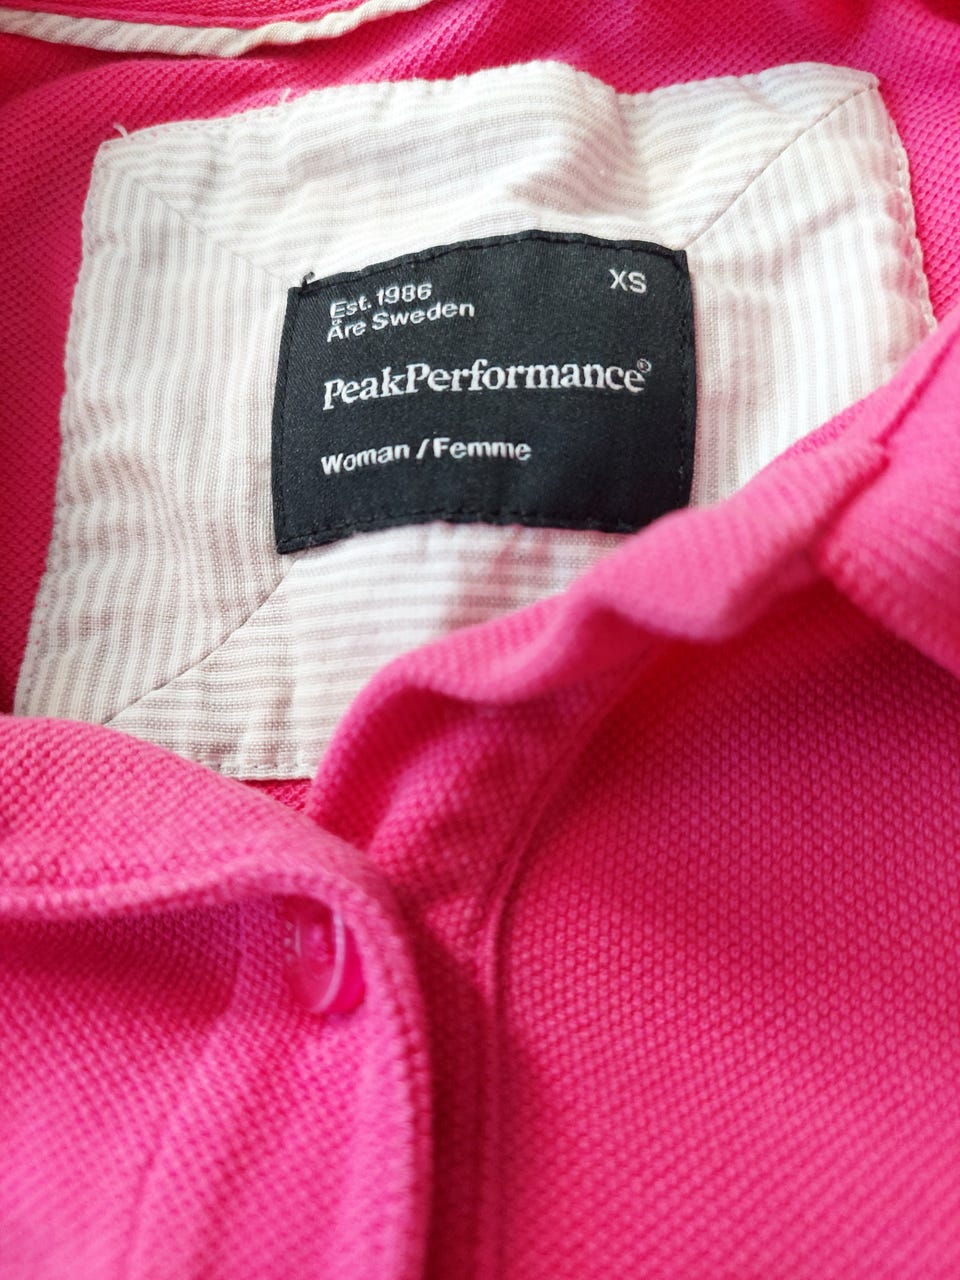 Est. 1986
XS
Åre Sweden
PeakPerformance®
Woman / Femme